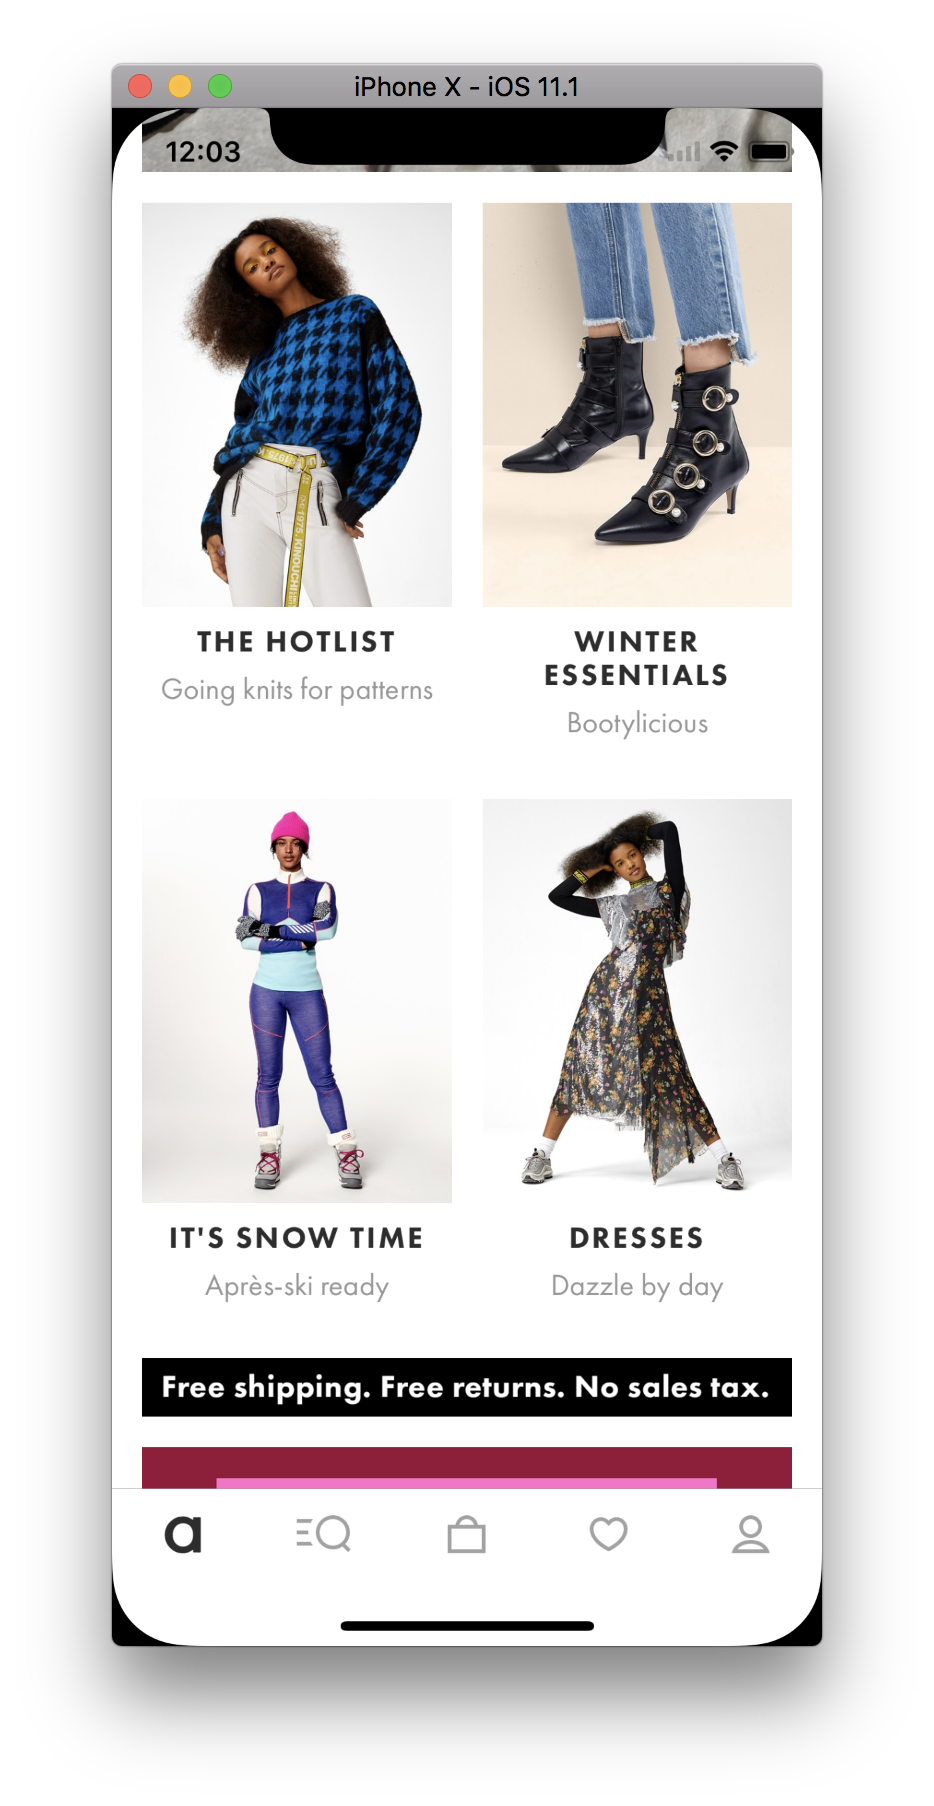 iPhone X - iOS 11.1
12:03
THE HOTLIST
Going knits for patterns
WINTER
ESSENTIALS
Bootylicious
IT'S SNOW TIME
Après-ski ready
DRESSES
Dazzle by day
Free shipping. Free returns. No sales tax.
a